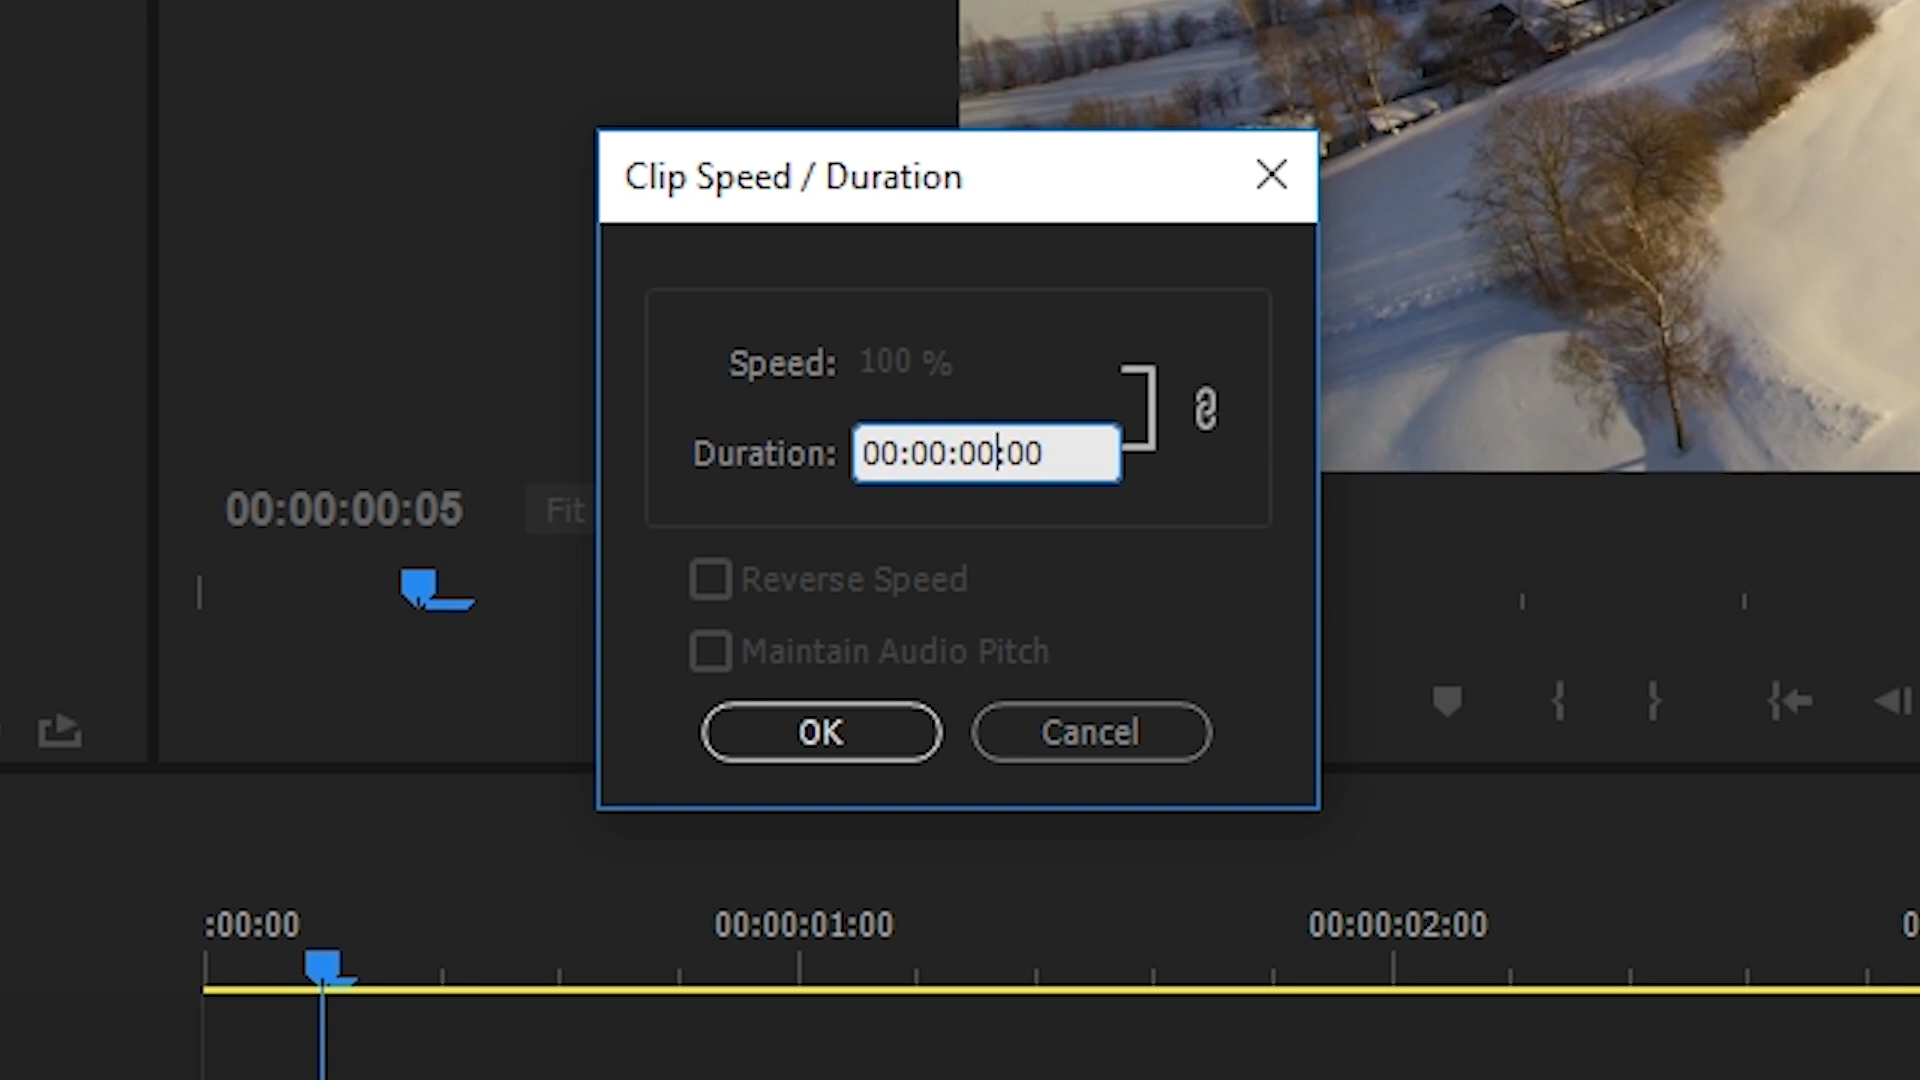 Clip Speed / Duration
Speed: 100 %
Duration: 00:00:00:00
00:00:00:05
Fit
Reverse Speed
Maintain Audio Pitch
OK
Cancel
:00:00
00:00:01:00
00:00:02:00
0